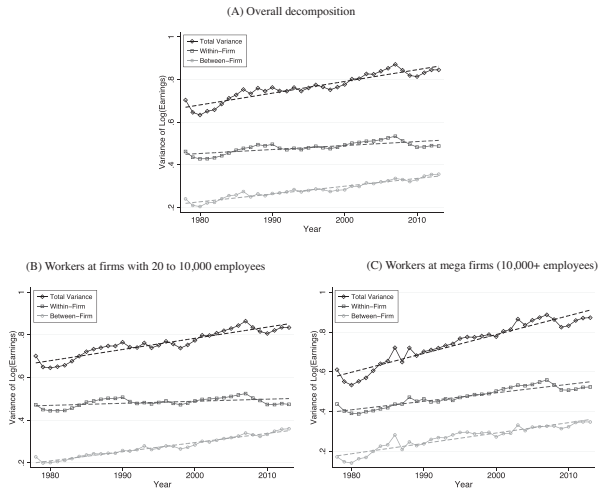 (A) Overall decomposition
1
.8
.6
.4
.2
Variance of Log(Earnings)
Total Variance
Within−Firm
Between−Firm
1980
1990
2000
2010
Year
(B) Workers at firms with 20 to 10,000 employees
1
.8
.6
.4
.2
Variance of Log(Earnings)
Total Variance
Within−Firm
Between−Firm
1980
1990
2000
2010
Year
(C) Workers at mega firms (10,000+ employees)
1
.8
.6
.4
.2
Variance of Log(Earnings)
Total Variance
Within−Firm
Between−Firm
1980
1990
2000
2010
Year